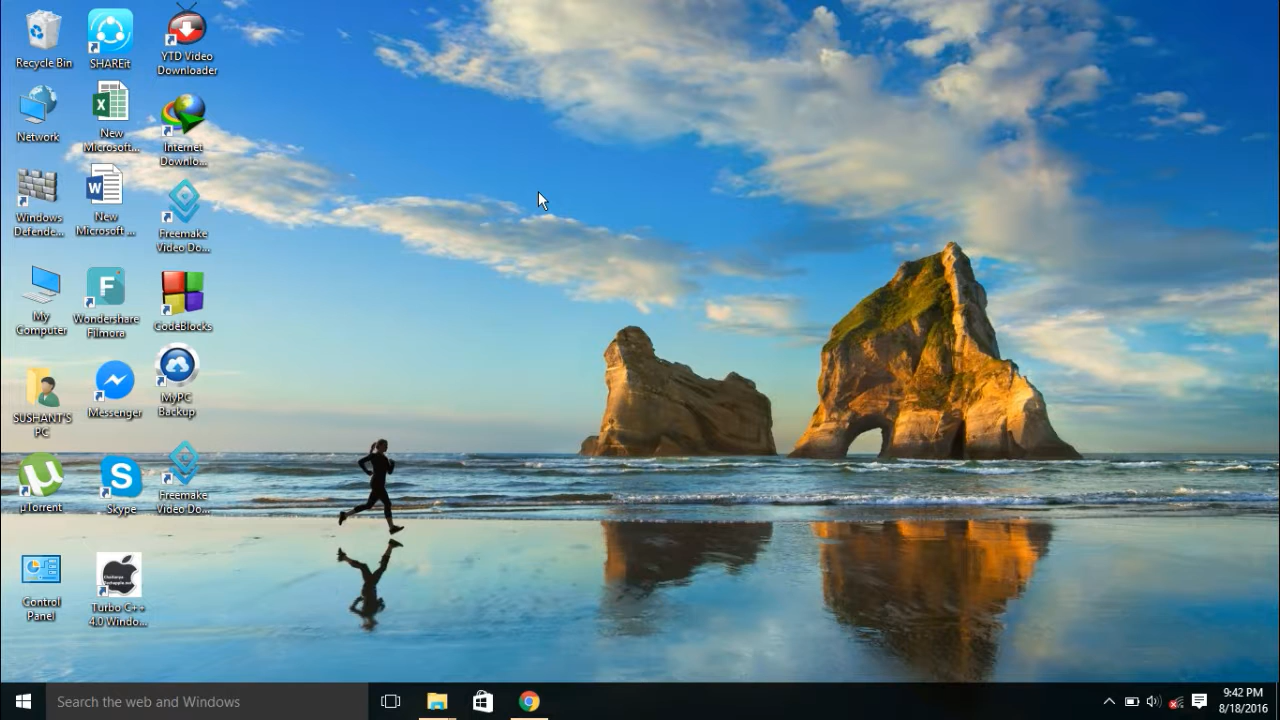 Recycle Bin
SHAREit
YTD Video
Downloader
Network
New
Microsoft...
Internet
Downlo...
Windows
Defende...
New
Microsoft ...
Freemake
Video Do...
My
Computer
Wondershare
Filmora
CodeBlocks
SUSHANT'S
PC
Messenger
MyPC
Backup
µTorrent
Skype
Freemake
Video Do...
Control
Panel
Turbo C++
4.0 Windo...
Search the web and Windows
9:42 PM
8/18/2016